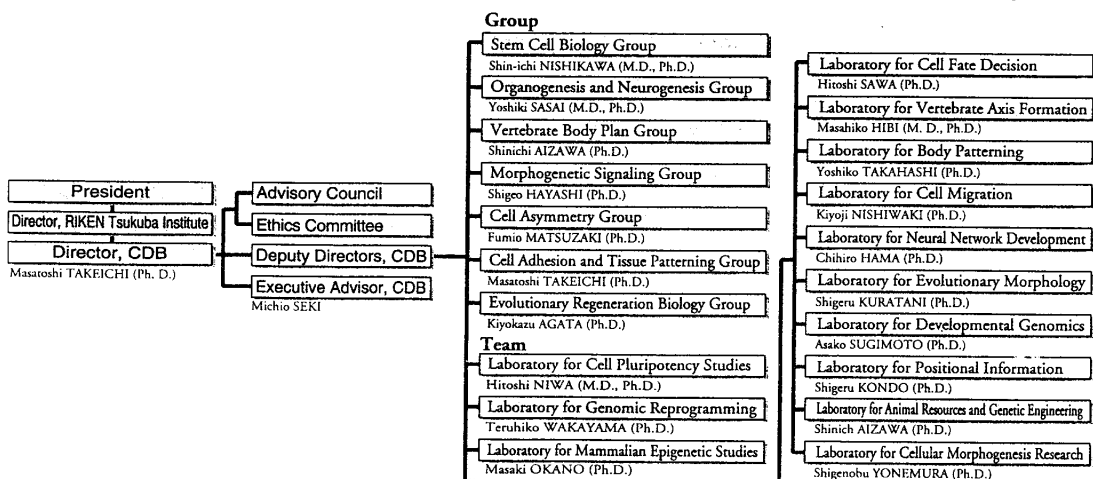 President
Director, RIKEN Tsukuba Institute
Director, CDB
Masatoshi TAKEICHI (Ph. D.)
Advisory Council
Ethics Committee
Deputy Directors, CDB
Executive Advisor, CDB
Michio SEKI
Group
Stem Cell Biology Group
Shin-ichi NISHIKAWA (M.D., Ph.D.)
Organogenesis and Neurogenesis Group
Yoshiki SASAI (M.D., Ph.D.)
Vertebrate Body Plan Group
Shinichi AIZAWA (Ph.D.)
Morphogenetic Signaling Group
Shigeo HAYASHI (Ph.D.)
Cell Asymmetry Group
Fumio MATSUZAKI (Ph.D.)
Cell Adhesion and Tissue Patterning Group
Masatoshi TAKEICHI (Ph.D.)
Evolutionary Regeneration Biology Group
Kiyokazu AGATA (Ph.D.)
Team
Laboratory for Cell Pluripotency Studies
Hitoshi NIWA (M.D., Ph.D.)
Laboratory for Genomic Reprogramming
Teruhiko WAKAYAMA (Ph.D.)
Laboratory for Mammalian Epigenetic Studies
Masaki OKANO (Ph.D.)
Laboratory for Cell Fate Decision
Hitoshi SAWA (Ph.D.)
Laboratory for Vertebrate Axis Formation
Masahiko HIBI (M. D., Ph.D.)
Laboratory for Body Patterning
Yoshiko TAKAHASHI (Ph.D.)
Laboratory for Cell Migration
Kiyoji NISHIWAKI (Ph.D.)
Laboratory for Neural Network Development
Chihiro HAMA (Ph.D.)
Laboratory for Evolutionary Morphology
Shigeru KURATANI (Ph.D.)
Laboratory for Developmental Genomics
Asako SUGIMOTO (Ph.D.)
Laboratory for Positional Information
Shigeru KONDO (Ph.D.)
Laboratory for Animal Resources and Genetic Engineering
Shinich AIZAWA (Ph.D.)
Laboratory for Cellular Morphogenesis Research
Shigenobu YONEMURA (Ph.D.)